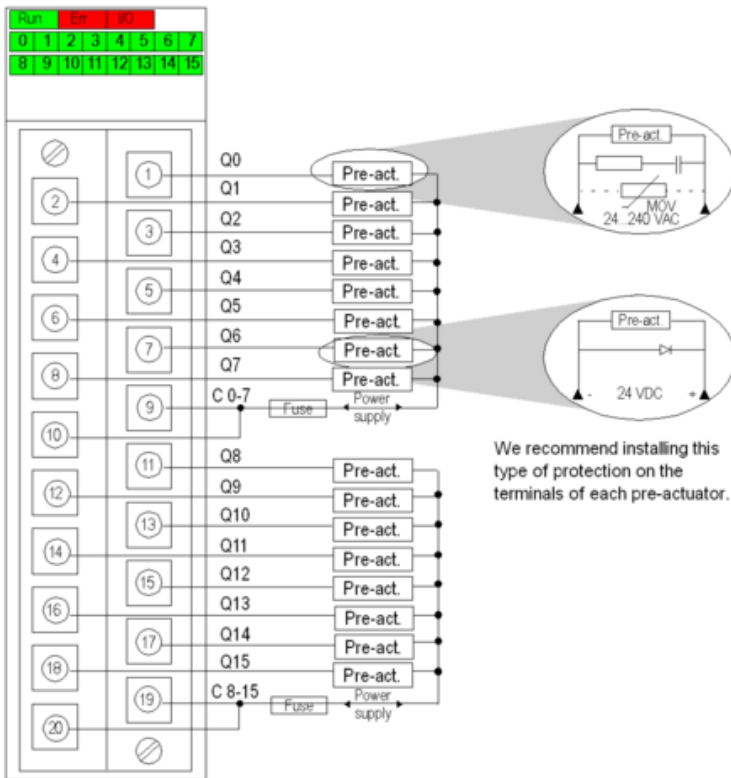 Run Err I/O
0 1 2 3 4 5 6 7
8 9 10 11 12 13 14 15
1 Q0 Pre-act.
2 Q1 Pre-act.
3 Q2 Pre-act.
4 Q3 Pre-act.
5 Q4 Pre-act.
6 Q5 Pre-act.
7 Q6 Pre-act.
8 Q7 Pre-act.
9 C 0-7 Fuse Power supply
10
11 Q8 Pre-act.
12 Q9 Pre-act.
13 Q10 Pre-act.
14 Q11 Pre-act.
15 Q12 Pre-act.
16 Q13 Pre-act.
17 Q14 Pre-act.
18 Q15 Pre-act.
19 C 8-15 Fuse Power supply
20
Pre-act.
MOV
24...240 VAC
Pre-act.
- 24 VDC +
We recommend installing this
type of protection on the
terminals of each pre-actuator.